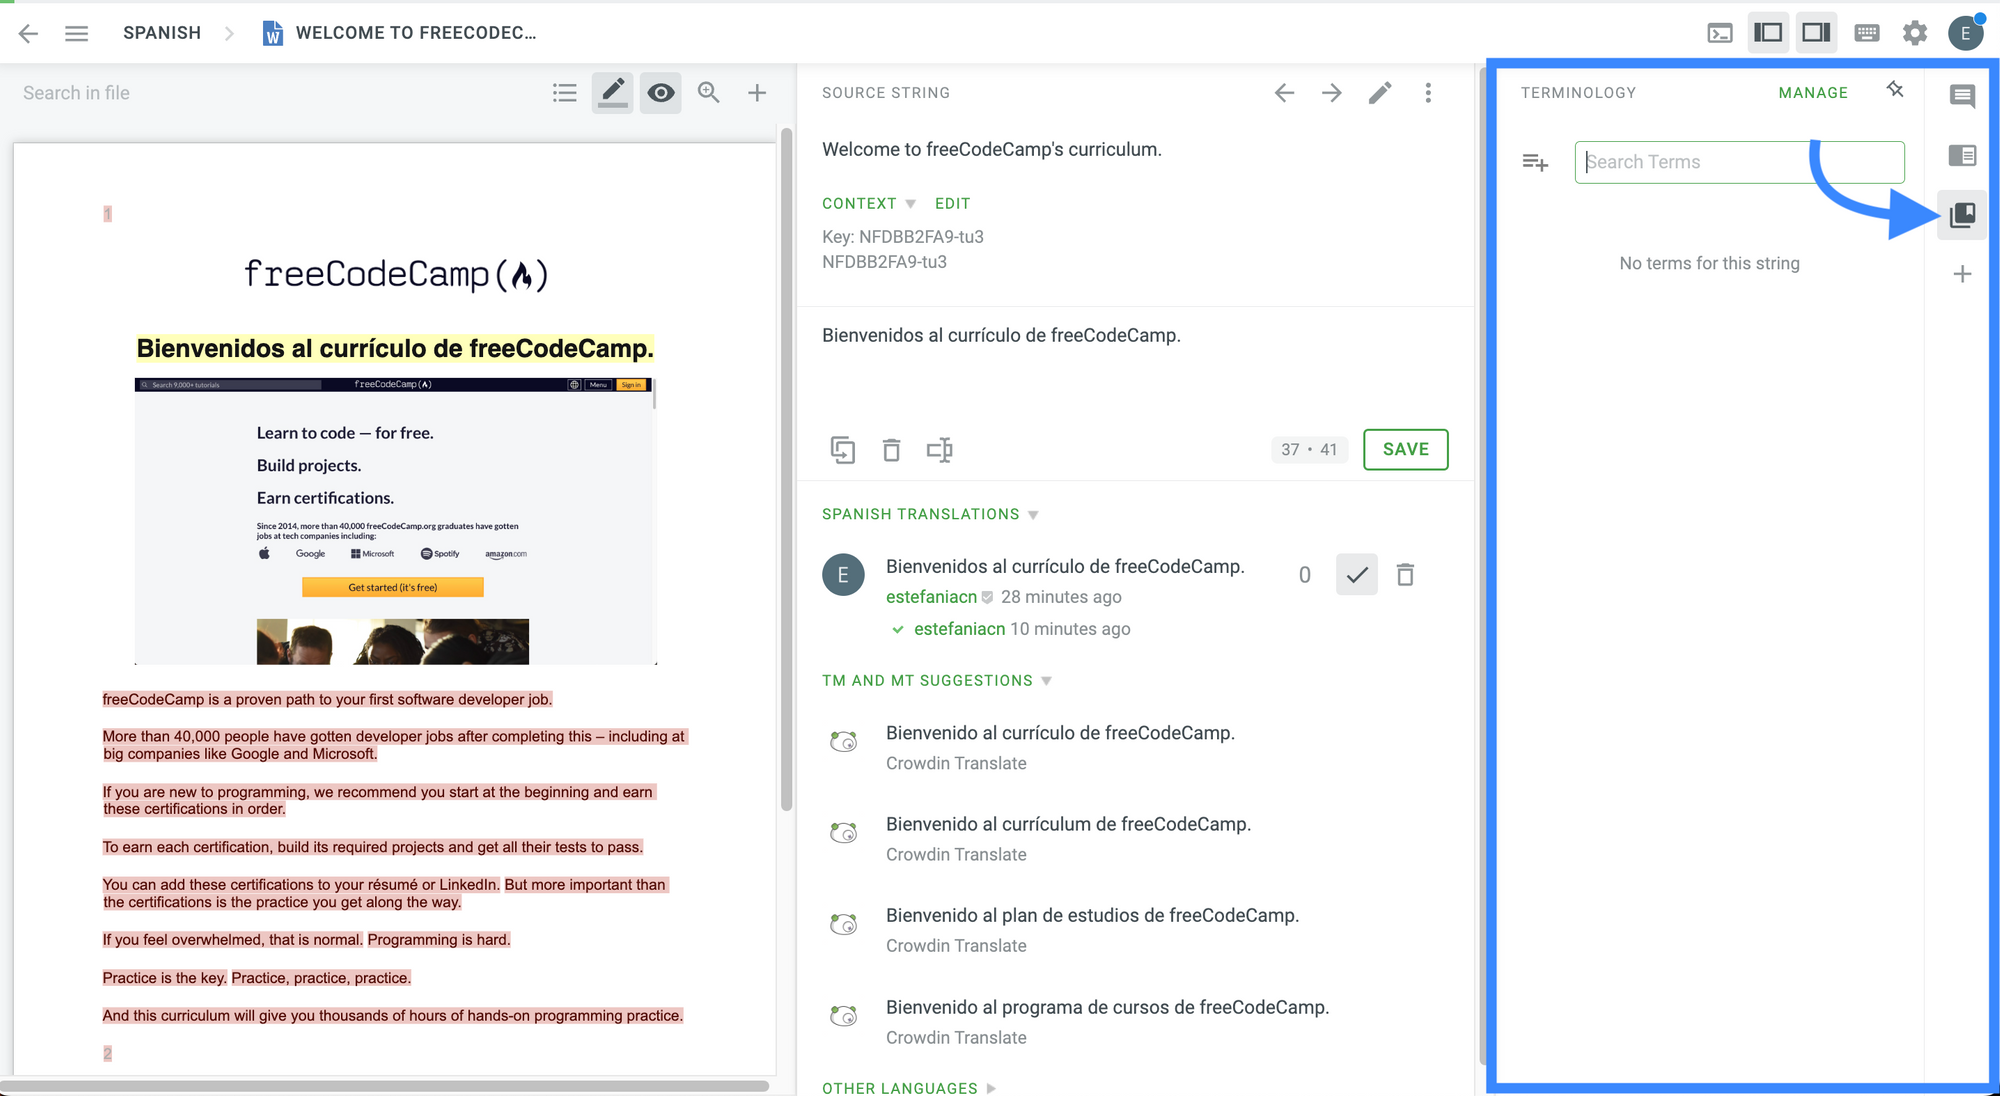 SPANISH
WELCOME TO FREECODEC...
E
Search in file
1
freeCodeCamp
Bienvenidos al currículo de freeCodeCamp.
Search 9,000+ tutorials
freeCodeCamp
Menu
Sign in
Learn to code — for free.
Build projects.
Earn certifications.
Since 2014, more than 40,000 freeCodeCamp.org graduates have gotten
jobs at tech companies including:
Google
Microsoft
Spotify
amazon.com
Get started (it's free)
freeCodeCamp is a proven path to your first software developer job.
More than 40,000 people have gotten developer jobs after completing this – including at
big companies like Google and Microsoft.
If you are new to programming, we recommend you start at the beginning and earn
these certifications in order.
To earn each certification, build its required projects and get all their tests to pass.
You can add these certifications to your résumé or LinkedIn. But more important than
the certifications is the practice you get along the way.
If you feel overwhelmed, that is normal. Programming is hard.
Practice is the key. Practice, practice, practice.
And this curriculum will give you thousands of hours of hands-on programming practice.
2
SOURCE STRING
Welcome to freeCodeCamp's curriculum.
CONTEXT
EDIT
Key: NFDBB2FA9-tu3
NFDBB2FA9-tu3
Bienvenidos al currículo de freeCodeCamp.
37 • 41
SAVE
SPANISH TRANSLATIONS
E
Bienvenidos al currículo de freeCodeCamp.
0
estefaniacn 28 minutes ago
estefaniacn 10 minutes ago
TM AND MT SUGGESTIONS
Bienvenido al currículo de freeCodeCamp.
Crowdin Translate
Bienvenido al currículum de freeCodeCamp.
Crowdin Translate
Bienvenido al plan de estudios de freeCodeCamp.
Crowdin Translate
Bienvenido al programa de cursos de freeCodeCamp.
Crowdin Translate
OTHER LANGUAGES
TERMINOLOGY
MANAGE
Search Terms
No terms for this string